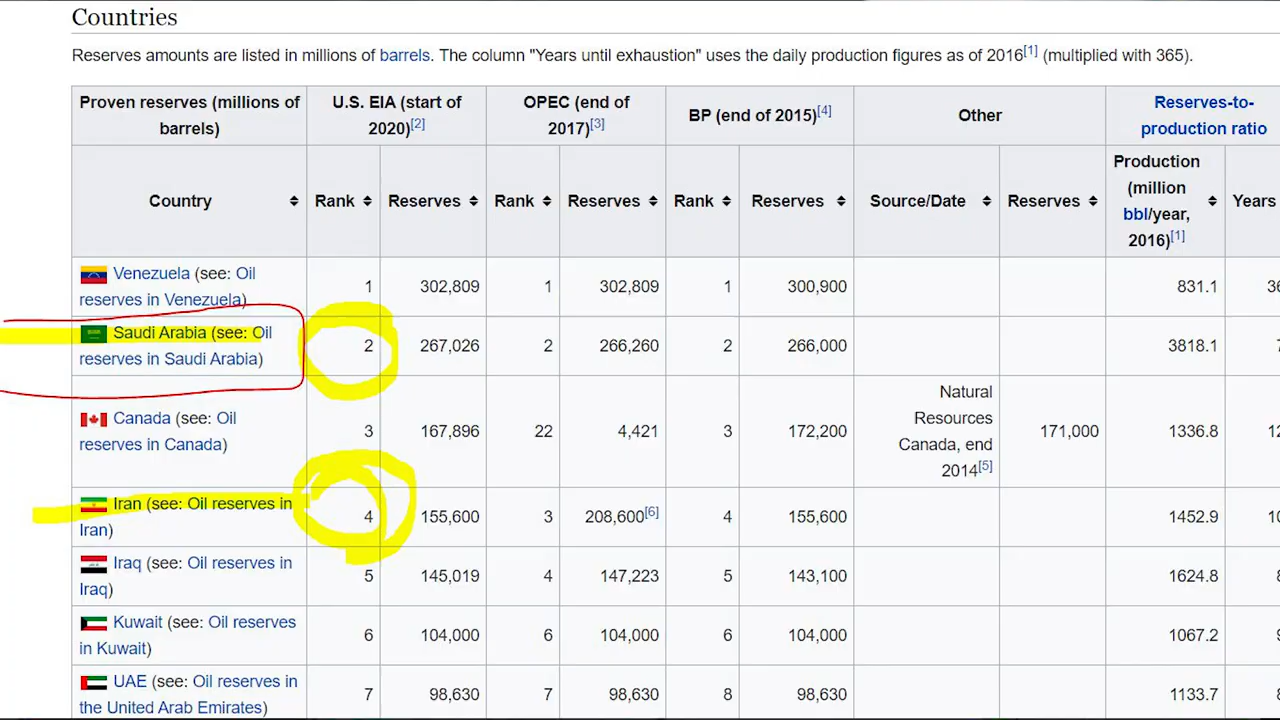 Countries
Reserves amounts are listed in millions of barrels. The column "Years until exhaustion" uses the daily production figures as of 2016[1] (multiplied with 365).
Proven reserves (millions of
barrels)
U.S. EIA (start of
2020)[2]
OPEC (end of
2017)[3]
BP (end of 2015)[4]
Other
Reserves-to-
production ratio
Country
Rank
Reserves
Rank
Reserves
Rank
Reserves
Source/Date
Reserves
Production
(million
bbl/year,
2016)[1]
Years
Venezuela (see: Oil
reserves in Venezuela)
1
302,809
1
302,809
1
300,900
831.1
Saudi Arabia (see: Oil
reserves in Saudi Arabia)
2
267,026
2
266,260
2
266,000
3818.1
Canada (see: Oil
reserves in Canada)
3
167,896
22
4,421
3
172,200
Natural
Resources
Canada, end
2014[5]
171,000
1336.8
Iran (see: Oil reserves in
Iran)
4
155,600
3
208,600[6]
4
155,600
1452.9
Iraq (see: Oil reserves in
Iraq)
5
145,019
4
147,223
5
143,100
1624.8
Kuwait (see: Oil reserves
in Kuwait)
6
104,000
6
104,000
6
104,000
1067.2
UAE (see: Oil reserves in
the United Arab Emirates)
7
98,630
7
98,630
8
98,630
1133.7